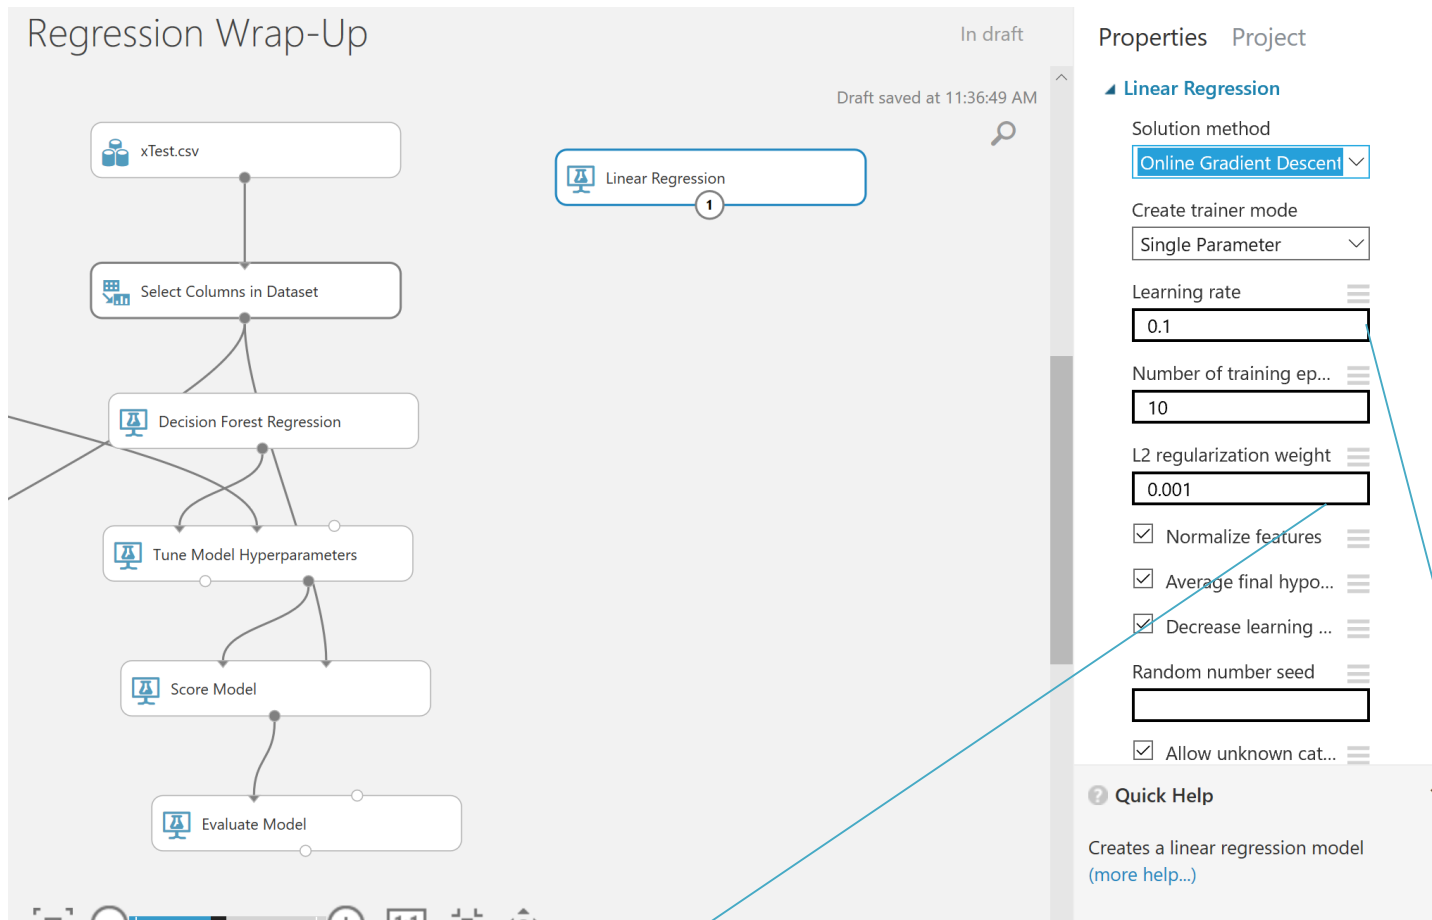 Regression Wrap-Up
In draft
Draft saved at 11:36:49 AM
xTest.csv
Linear Regression
1
Select Columns in Dataset
Decision Forest Regression
Tune Model Hyperparameters
Score Model
Evaluate Model
1:1
Properties Project
Linear Regression
Solution method
Online Gradient Descent
Create trainer mode
Single Parameter
Learning rate
0.1
Number of training ep...
10
L2 regularization weight
0.001
Normalize features
Average final hypo...
Decrease learning ...
Random number seed
Allow unknown cat...
? Quick Help
Creates a linear regression model
(more help...)